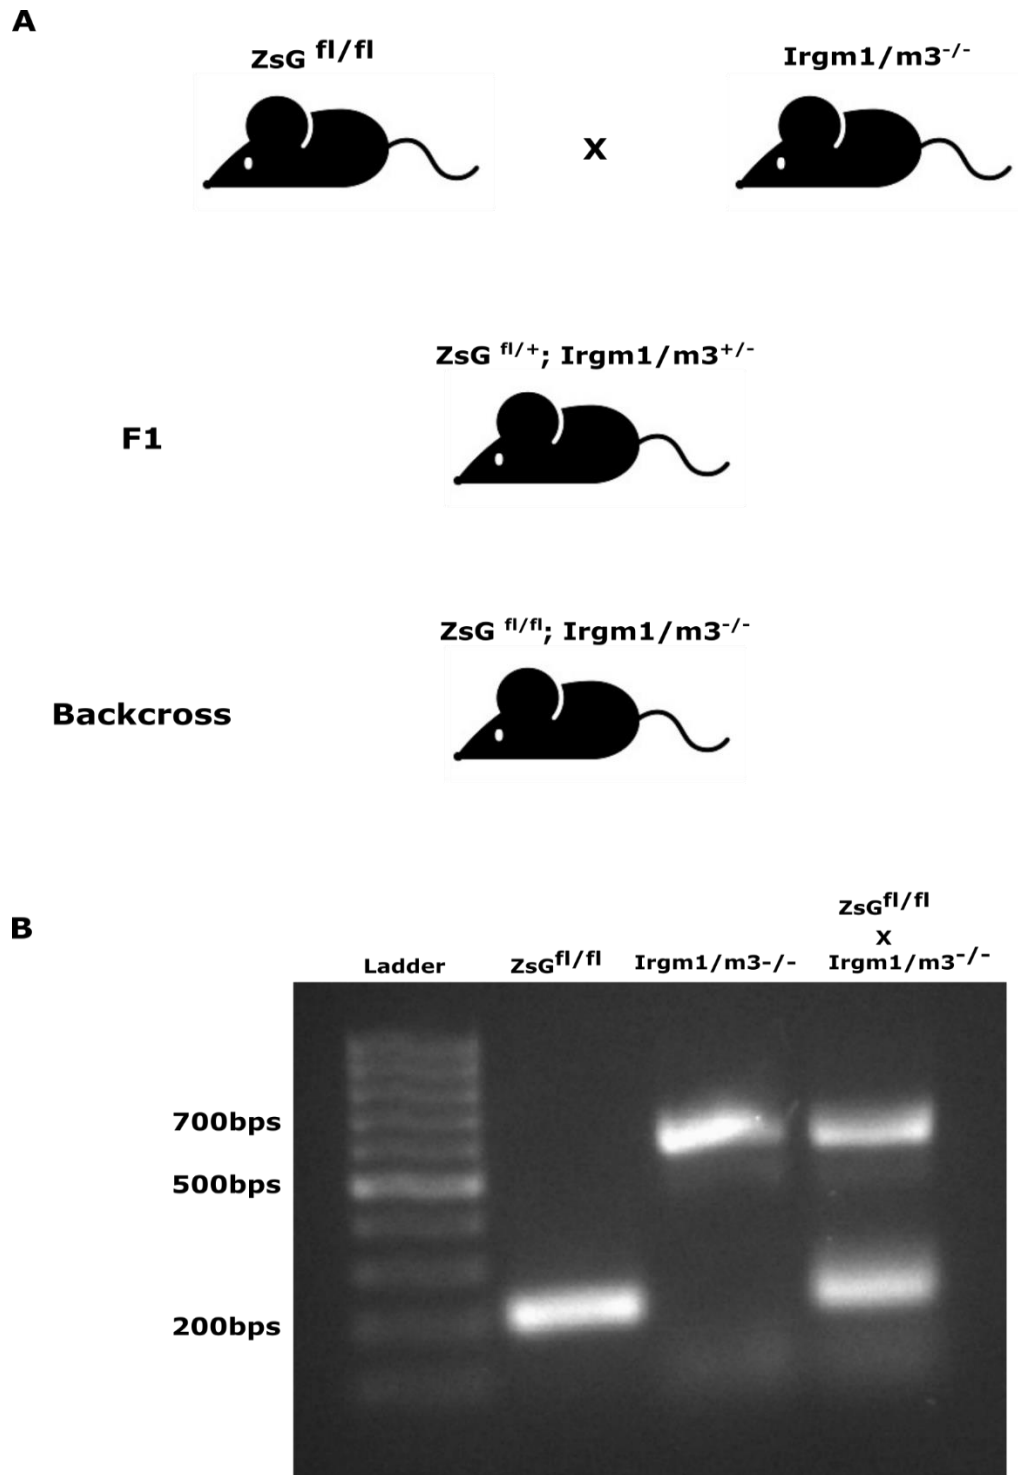 A
ZsG fl/fl
Irgm1/m3-/-
X
ZsG fl/+; Irgm1/m3+/-
F1
ZsG fl/fl; Irgm1/m3-/-
Backcross
B
ZsGfl/fl
X
Ladder
ZsGfl/fl
Irgm1/m3-/-
Irgm1/m3-/-
700bps
500bps
200bps